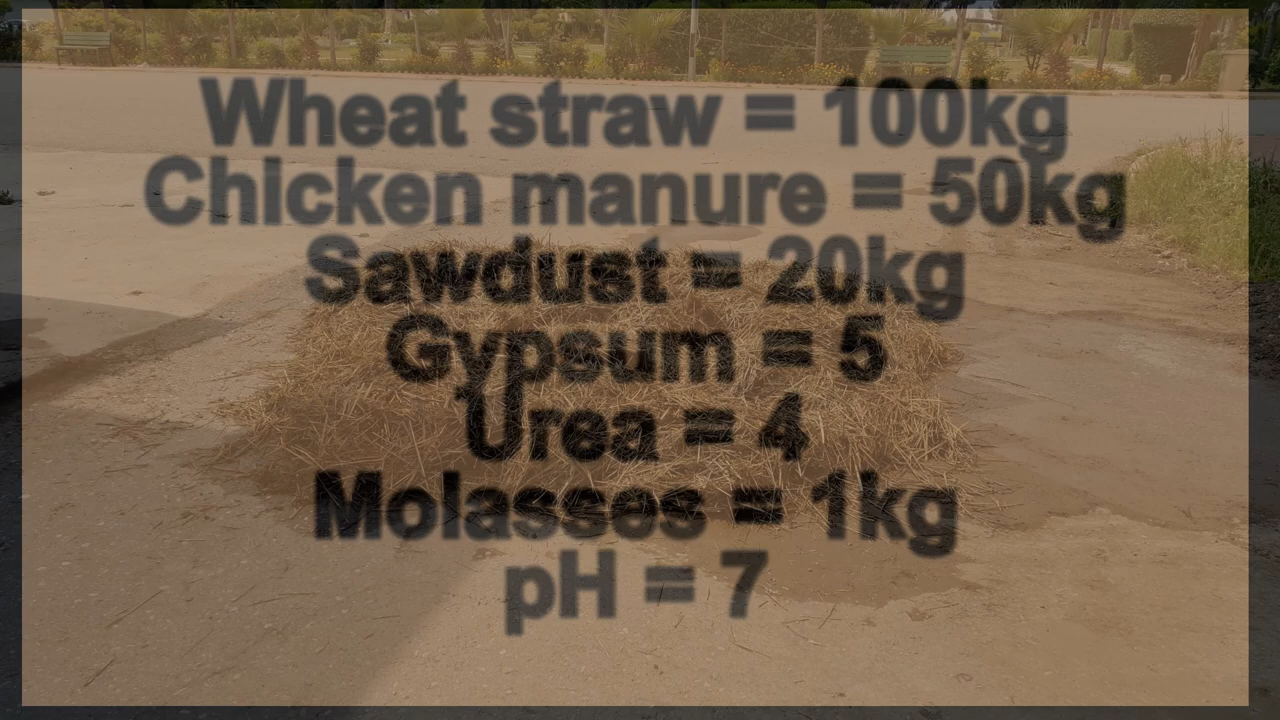 Wheat straw = 100kg
Chicken manure = 50kg
Sawdust = 20kg
Gypsum = 5
Urea = 4
Molasses = 1kg
pH = 7